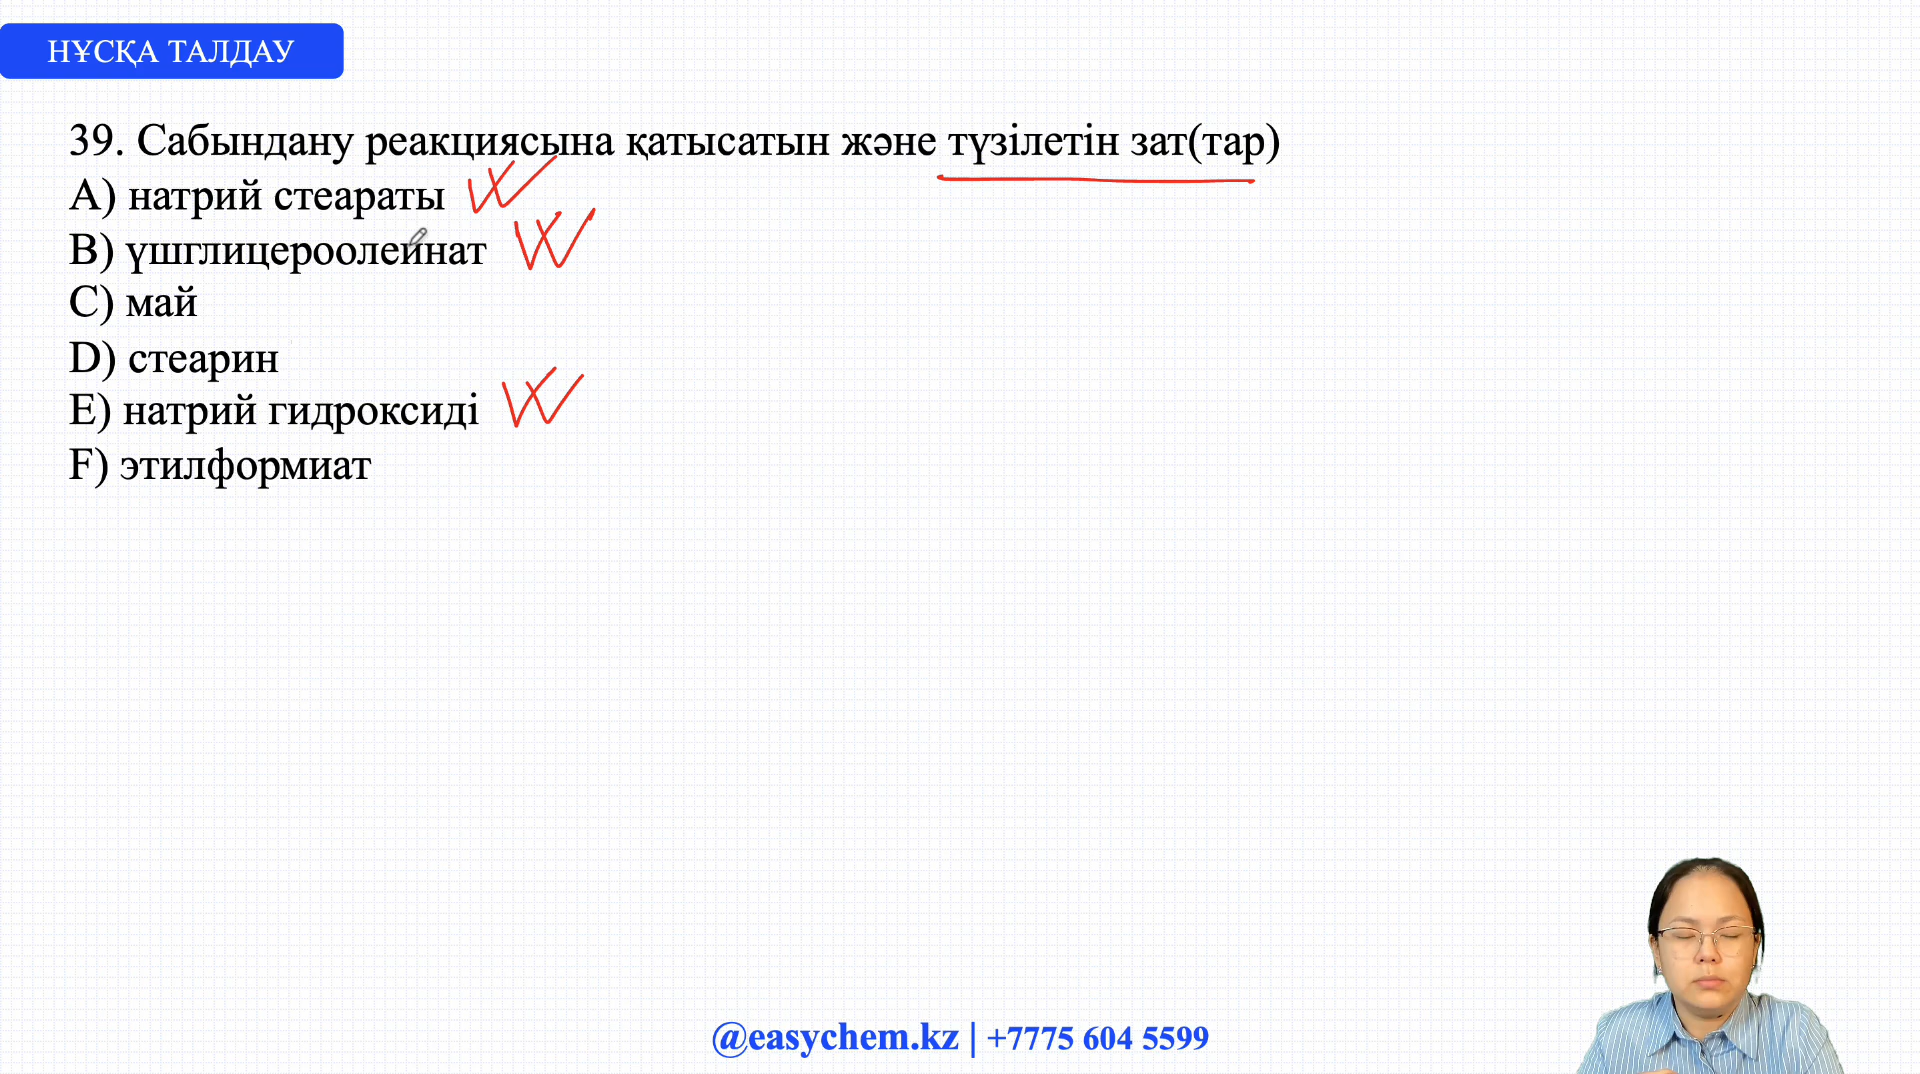 НҰСҚА ТАЛДАУ
39. Сабындану реакциясына қатысатын және түзілетін зат(тар)
A) натрий стеараты
B) үшглицероолеинат
C) май
D) стеарин
E) натрий гидроксиді
F) этилформиат
@easychem.kz | +7775 604 5599